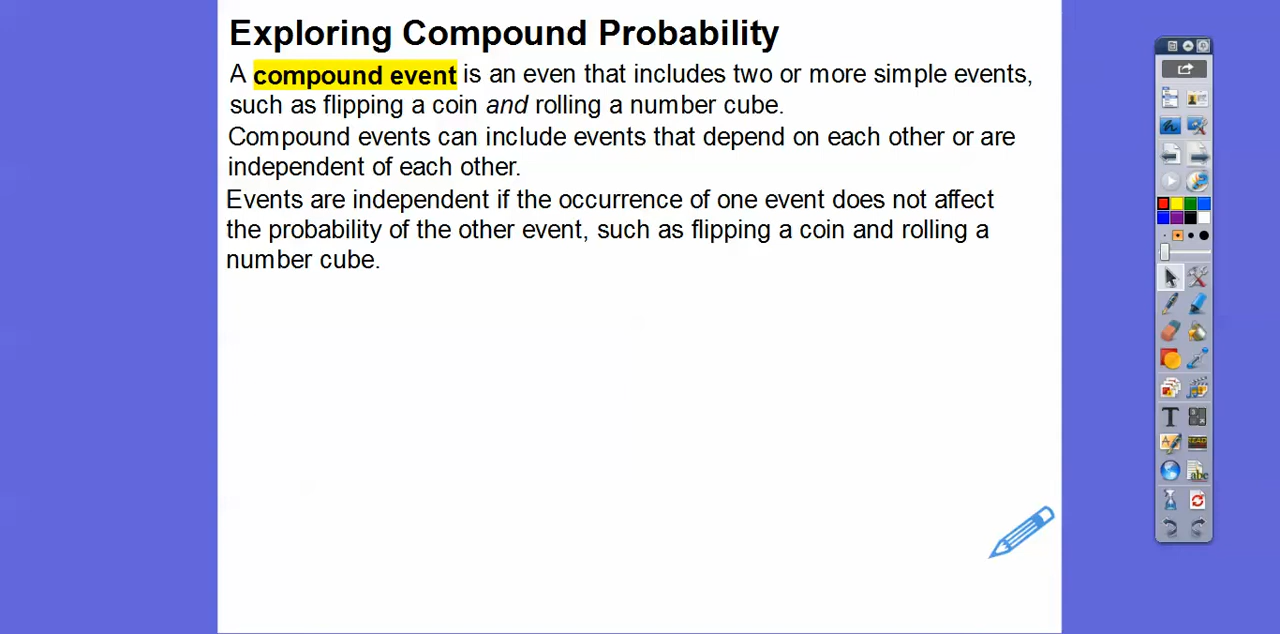 Exploring Compound Probability
A compound event is an even that includes two or more simple events,
such as flipping a coin and rolling a number cube.
Compound events can include events that depend on each other or are
independent of each other.
Events are independent if the occurrence of one event does not affect
the probability of the other event, such as flipping a coin and rolling a
number cube.